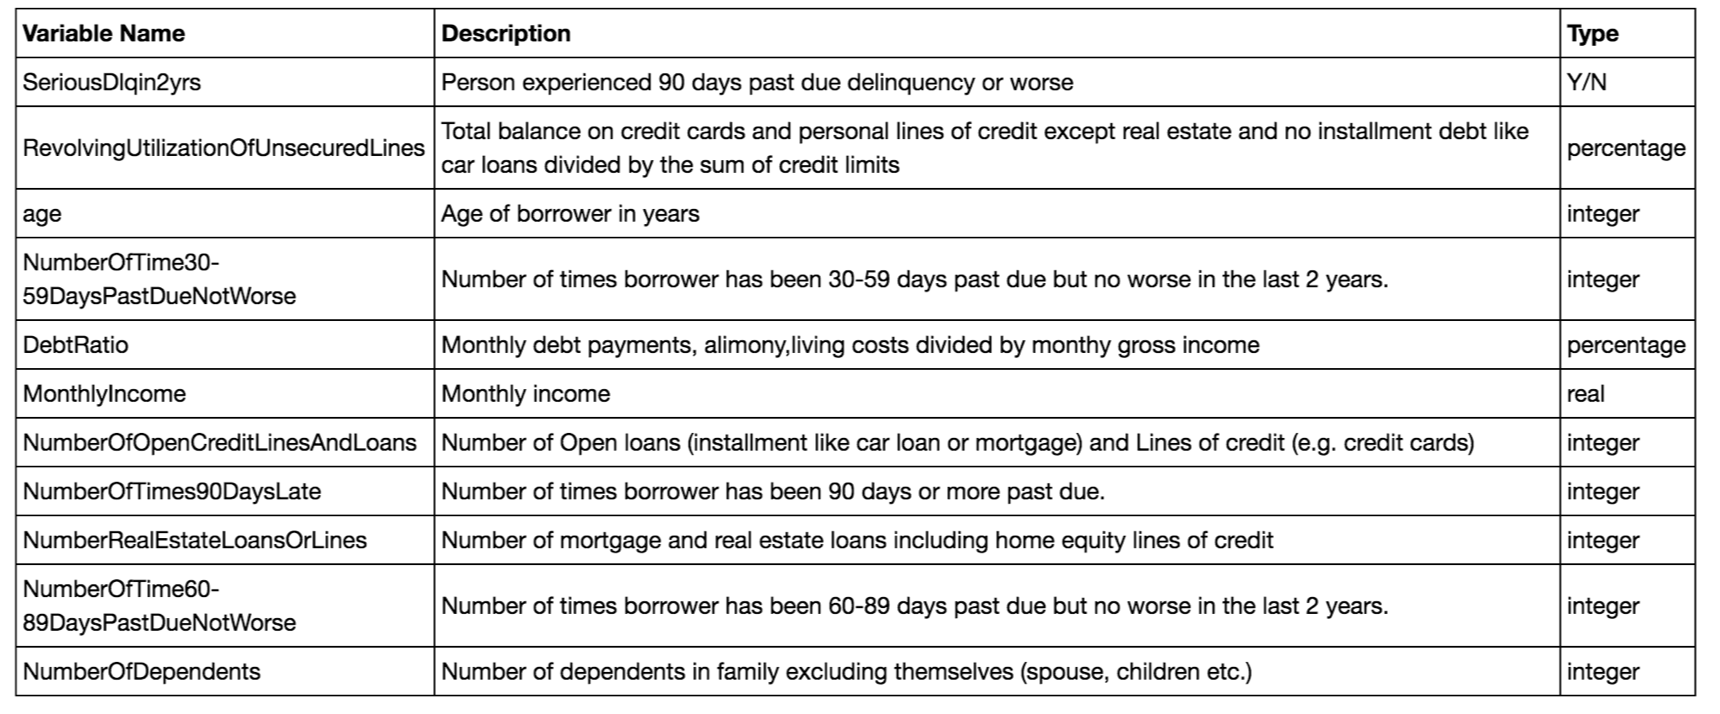 Variable Name Description Type
SeriousDlqin2yrs Person experienced 90 days past due delinquency or worse Y/N
RevolvingUtilizationOfUnsecuredLines Total balance on credit cards and personal lines of credit except real estate and no installment debt like
car loans divided by the sum of credit limits percentage
age Age of borrower in years integer
NumberOfTime30-
59DaysPastDueNotWorse Number of times borrower has been 30-59 days past due but no worse in the last 2 years. integer
DebtRatio Monthly debt payments, alimony,living costs divided by monthy gross income percentage
MonthlyIncome Monthly income real
NumberOfOpenCreditLinesAndLoans Number of Open loans (installment like car loan or mortgage) and Lines of credit (e.g. credit cards) integer
NumberOfTimes90DaysLate Number of times borrower has been 90 days or more past due. integer
NumberRealEstateLoansOrLines Number of mortgage and real estate loans including home equity lines of credit integer
NumberOfTime60-
89DaysPastDueNotWorse Number of times borrower has been 60-89 days past due but no worse in the last 2 years. integer
NumberOfDependents Number of dependents in family excluding themselves (spouse, children etc.) integer